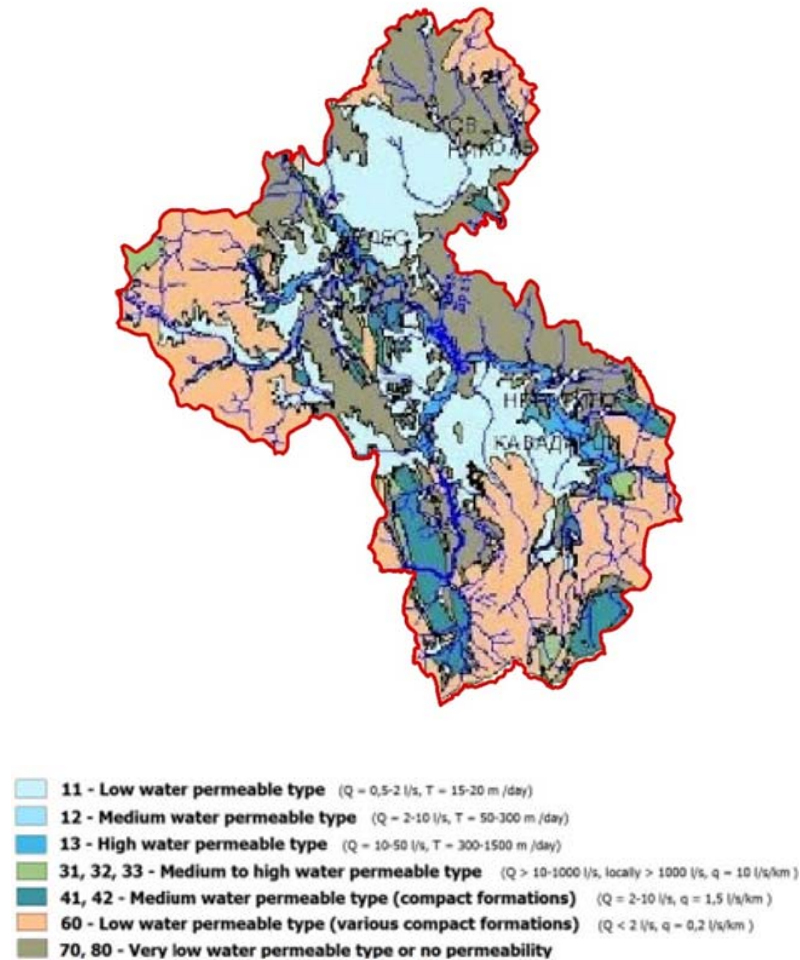 СВ.
НИКО
ЛЕС
КАВАДАРЦИ
11 - Low water permeable type (Q = 0,5-2 l/s, T = 15-20 m /day)
12 - Medium water permeable type (Q = 2-10 l/s, T = 50-300 m /day)
13 - High water permeable type (Q = 10-50 l/s, T = 300-1500 m /day)
31, 32, 33 - Medium to high water permeable type (Q > 10-1000 l/s, locally > 1000 l/s, q = 10 l/s/km )
41, 42 - Medium water permeable type (compact formations) (Q = 2-10 l/s, q = 1,5 l/s/km )
60 - Low water permeable type (various compact formations) (Q < 2 l/s, q = 0,2 l/s/km )
70, 80 - Very low water permeable type or no permeability